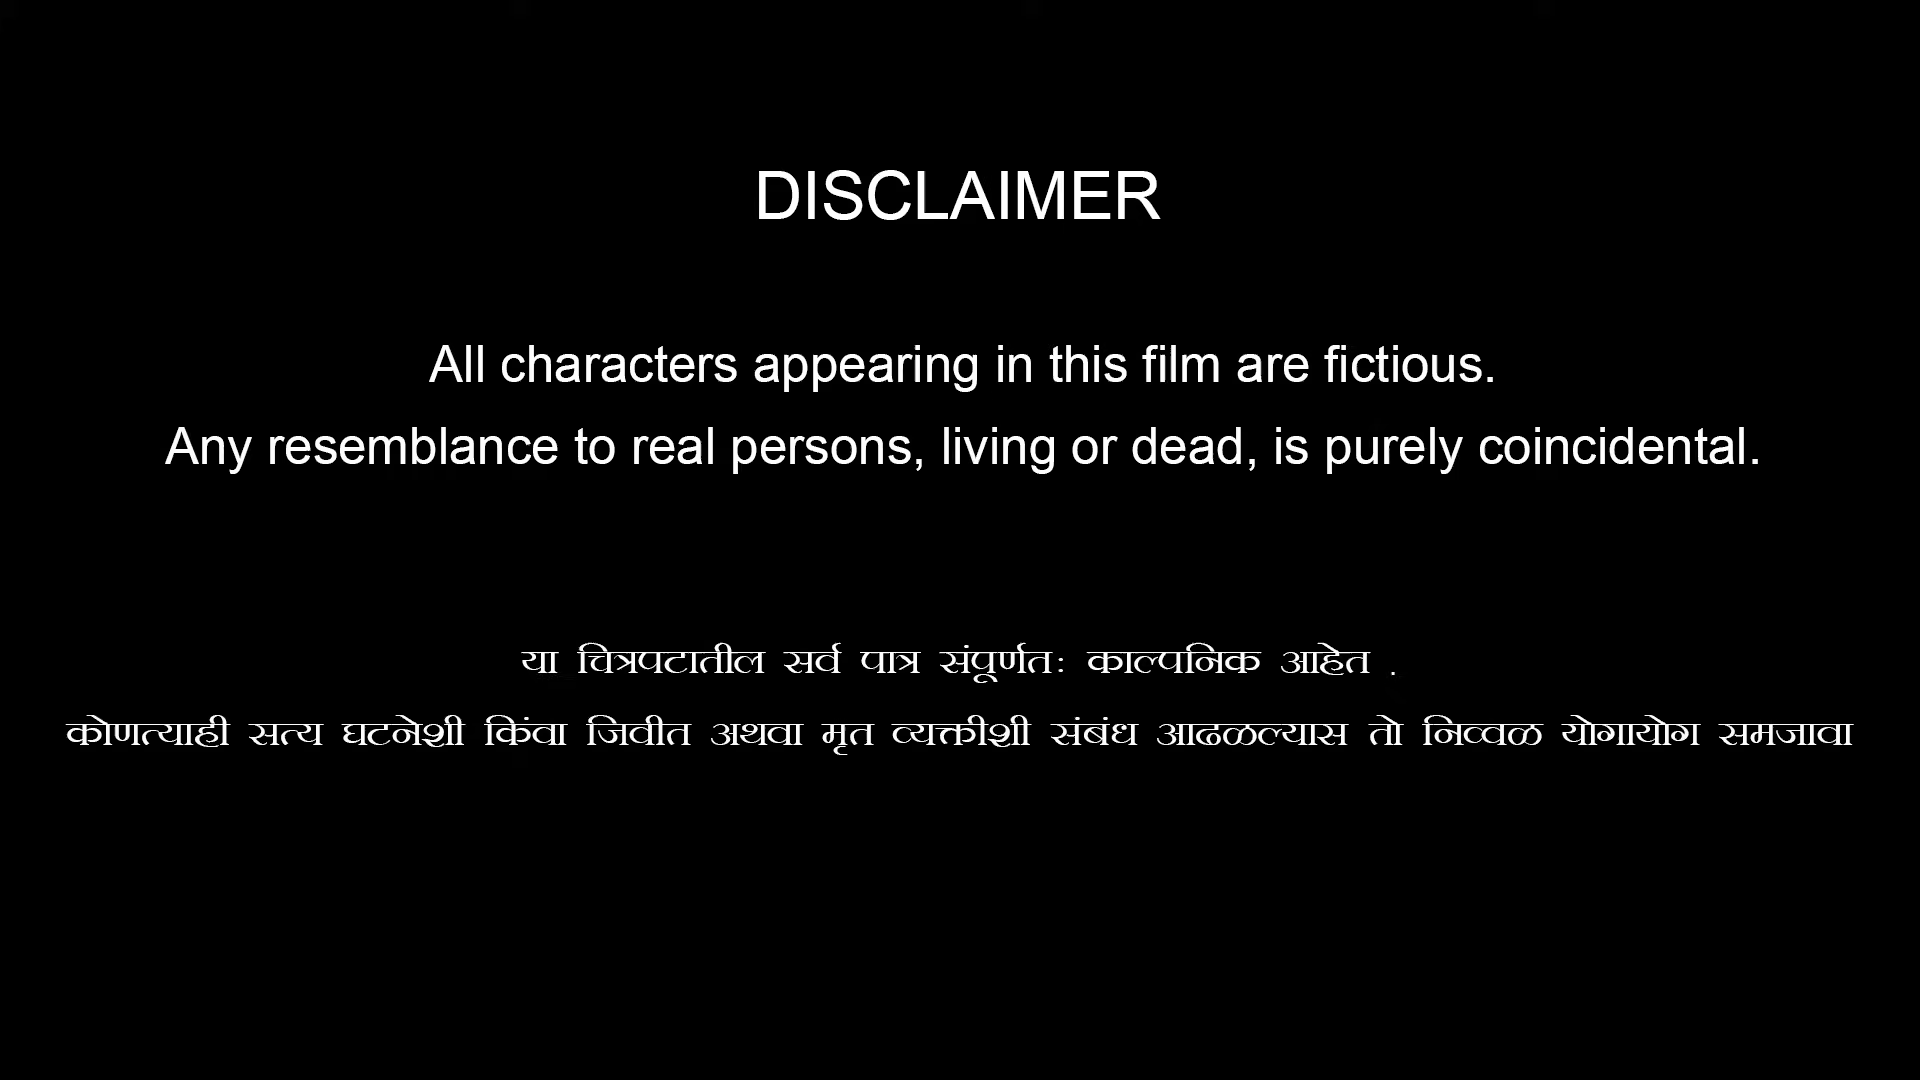 DISCLAIMER
All characters appearing in this film are fictious.
Any resemblance to real persons, living or dead, is purely coincidental.
या चित्रपटातील सर्व पात्र संपूर्णतः काल्पनिक आहेत .
कोणत्याही सत्य घटनेशी किंवा जिवीत अथवा मृत व्यक्तीशी संबंध आढळल्यास तो निव्वळ योगायोग समजावा